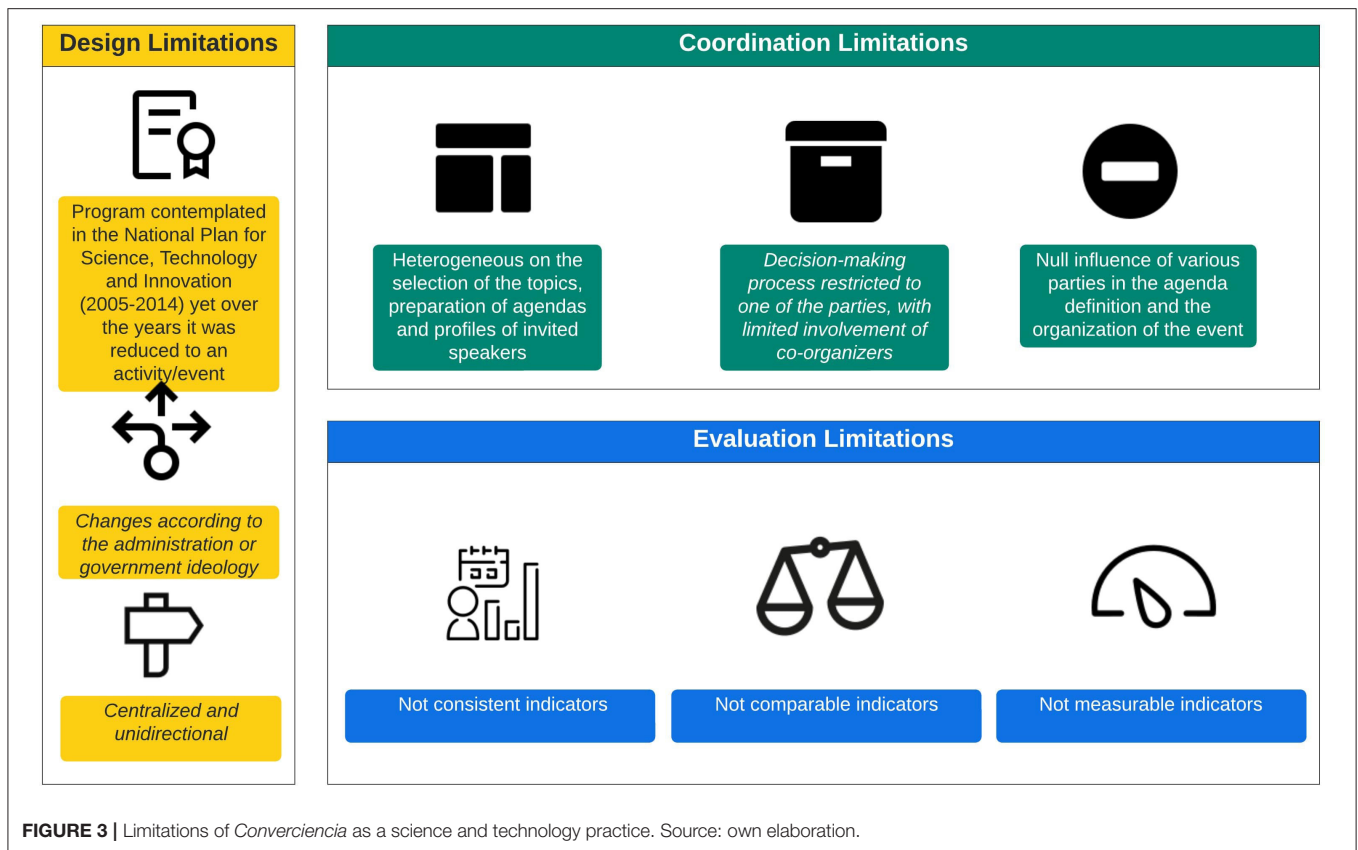 Design Limitations
Program contemplated
in the National Plan for
Science, Technology
and Innovation
(2005-2014) yet over
the years it was
reduced to an
activity/event
Changes according to
the administration or
government ideology
Centralized and
unidirectional
Coordination Limitations
Heterogeneous on the
selection of the topics,
preparation of agendas
and profiles of invited
speakers
Decision-making
process restricted to
one of the parties, with
limited involvement of
co-organizers
Null influence of various
parties in the agenda
definition and the
organization of the event
Evaluation Limitations
Not consistent indicators
Not comparable indicators
Not measurable indicators
FIGURE 3 | Limitations of Converciencia as a science and technology practice. Source: own elaboration.